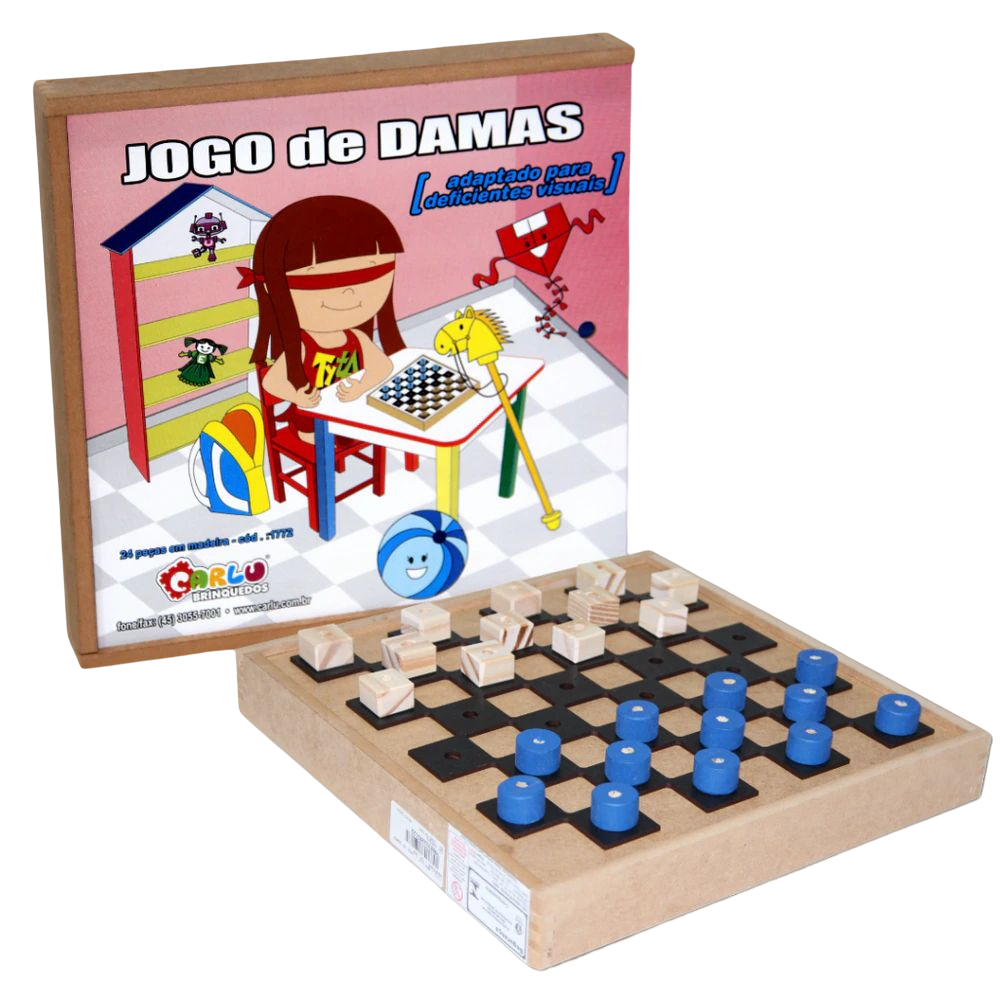 JOGO de DAMAS
[adaptado para
deficientes visuais]
E
Tyta
24 peças em madeira - cód .:1772
CARLU®
BRINQUEDOS
fone/fax: (45) 3055-7001 • www.carlu.com.br